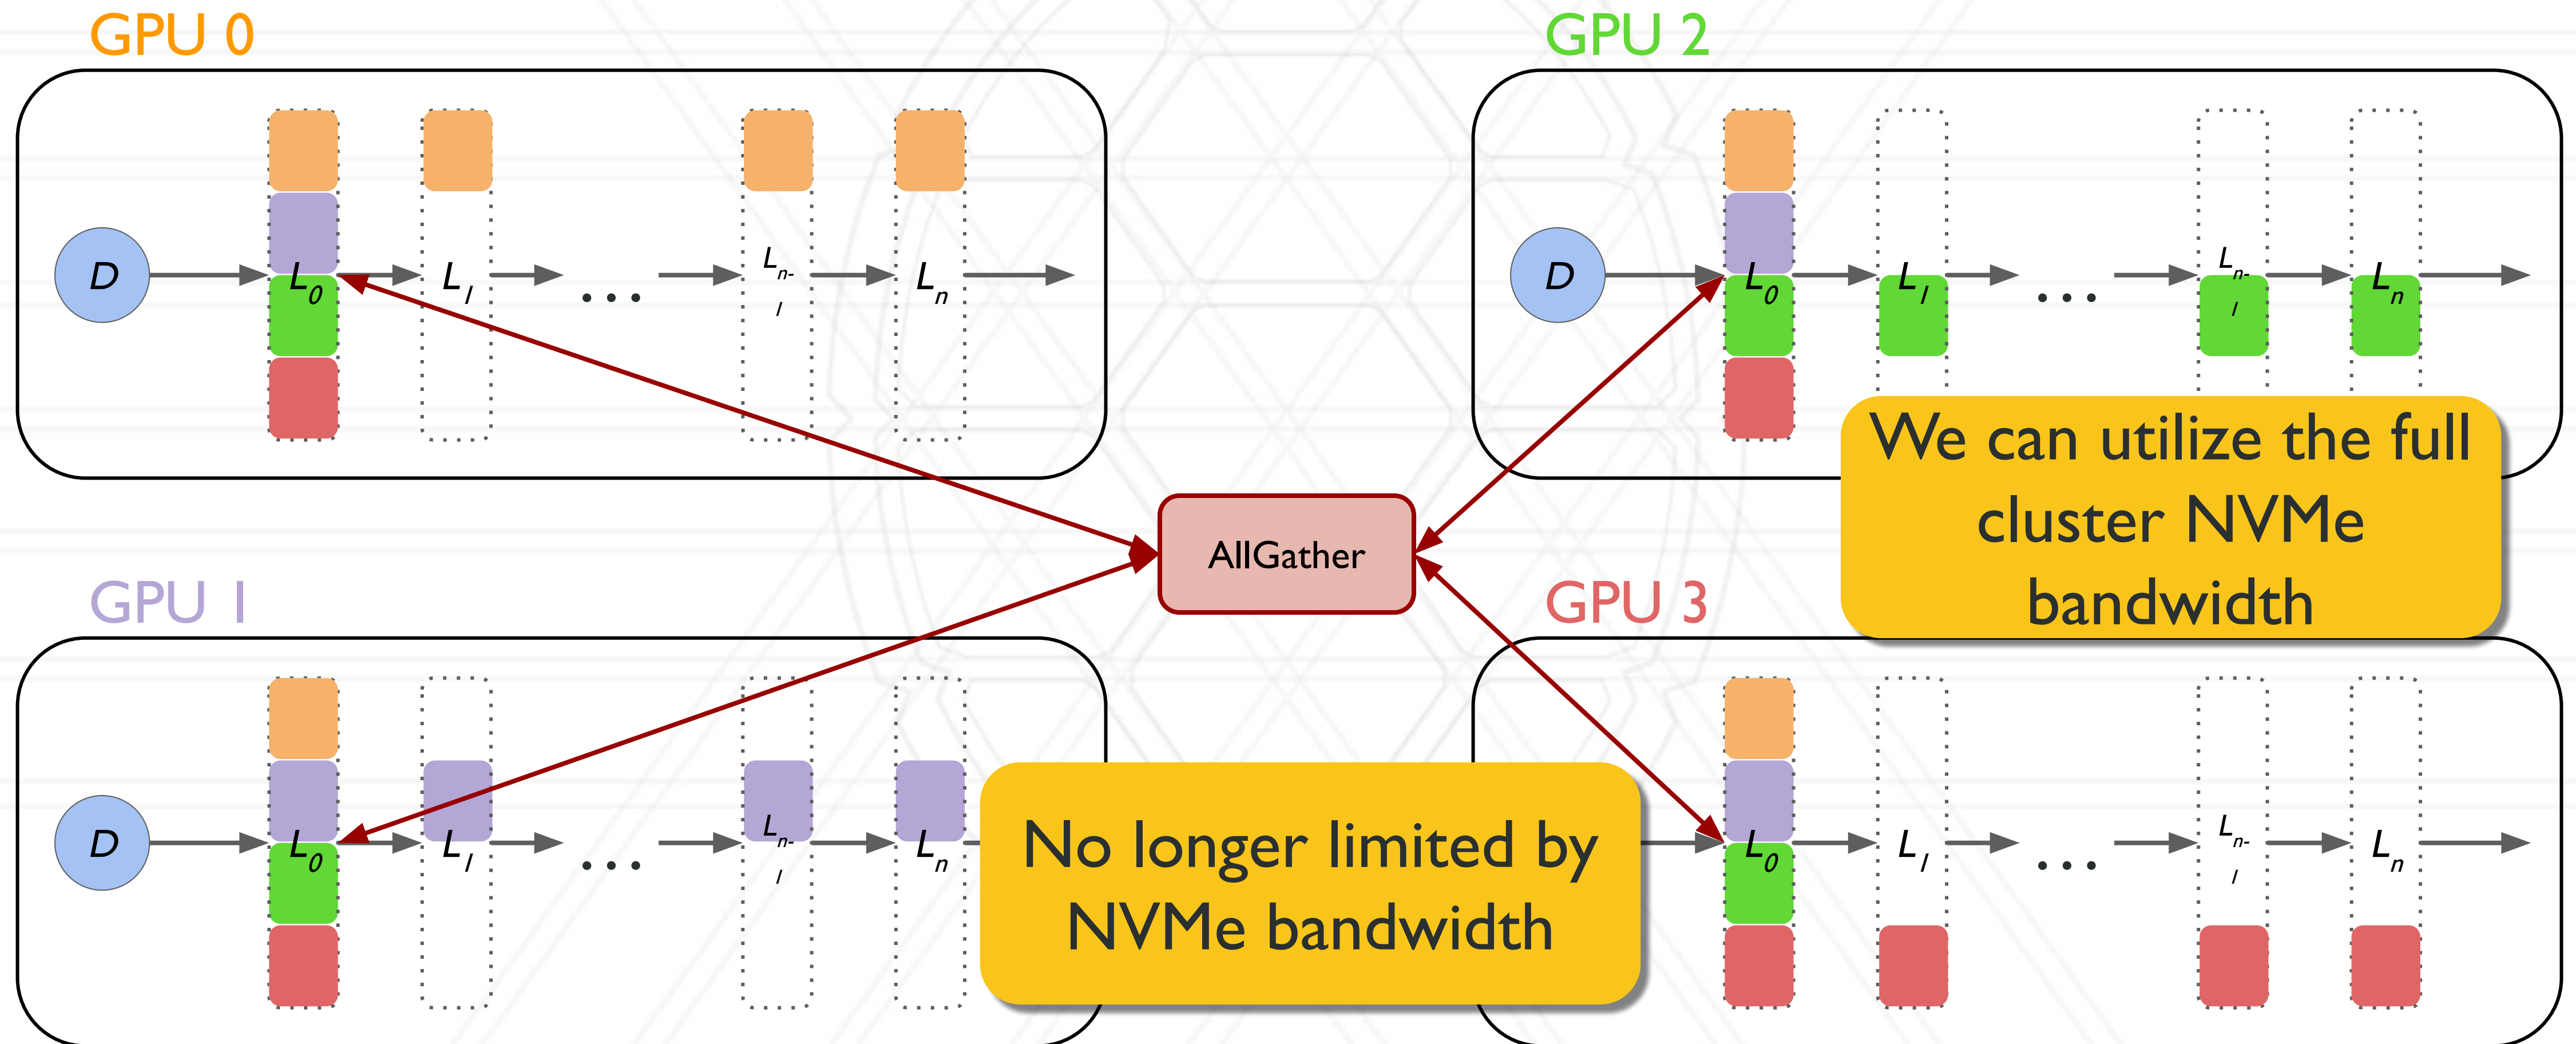 GPU 0
D
L0
L1
...
Ln-1
Ln
GPU 2
D
L0
L1
...
Ln-1
Ln
We can utilize the full
cluster NVMe
bandwidth
AllGather
GPU 1
D
L0
L1
...
Ln-1
Ln
No longer limited by
NVMe bandwidth
GPU 3
L0
L1
...
Ln-1
Ln